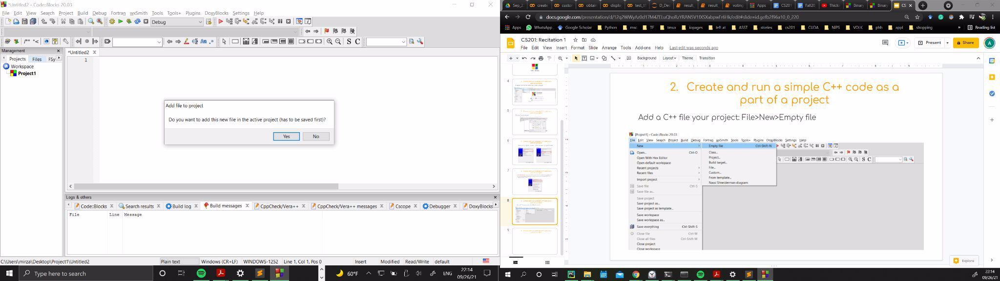 *Untitled2 - Code::Blocks 20.03
File Edit View Search Project Build Debug Fortran wxSmith Tools Tools+ Plugins DoxyBlocks Settings Help
Debug
/** *<
Aa .*
S C
Management
Projects Files FSy
Workspace
Project1
*Untitled2 X
1
Add file to project
Do you want to add this new file in the active project (has to be saved first)?
Yes No
Logs & others
Code::Blocks X Search results X Build log X Build messages X CppCheck/Vera++ X CppCheck/Vera++ messages X Cscope X Debugger X DoxyBlocks
File Line Message
C:\Users\mirza\Desktop\Project1\Untitled2 Plain text Windows (CR+LF) WINDOWS-1252 Line 1, Col 1, Pos 0 Insert Modified Read/Write default
Type here to search 60°F ENG 22:14
09/26/21
Sep_2 create custor obtain displa test_tf D_De: result_ result_ voting Apps CS201 Fall20 Thicki Binary Binary CS X
docs.google.com/presentation/d/12q2WWyAz0d17M4ZELuQhoRzYRAN5V1fXSXabpwFr6Hk/edit#slide=id.gefb2f96a10_0_220
Apps WhatsApp Google Scholar Python msc TF tmux iopages left at ASST stories cs201 CUDA NIPS VOLK phh appl shopping » Reading list
CS201: Recitation 1
File Edit View Insert Format Slide Arrange Tools Add-ons Help Last edit was seconds ago
Present Share A
Background Layout Theme Transition
4
5
6
7
8
9
2. Create and run a simple C++ code as a
part of a project
Add a C++ file your project: File>New>Empty file
[Project1] - Code::Blocks 20.03
File Edit View Search Project Build Debug Fortran wxSmith Tools Tools+ Plugins DoxyBlocks Settings Help
New Empty file Ctrl-Shift-N
Open... Ctrl-O Class...
Open With Hex Editor Project...
Open default workspace Build target...
Recent projects File...
Recent files Custom...
Import project From template...
Nassi Shneiderman diagram
S C
Save file Ctrl-S
Save file as...
Save project
Save project as...
Save project as template...
Save workspace
Save workspace as...
Save everything Ctrl-Shift-S
Close file Ctrl-W
Close all files Ctrl-Shift-W
Close project
Close workspace
Explore
22:14
09/26/21